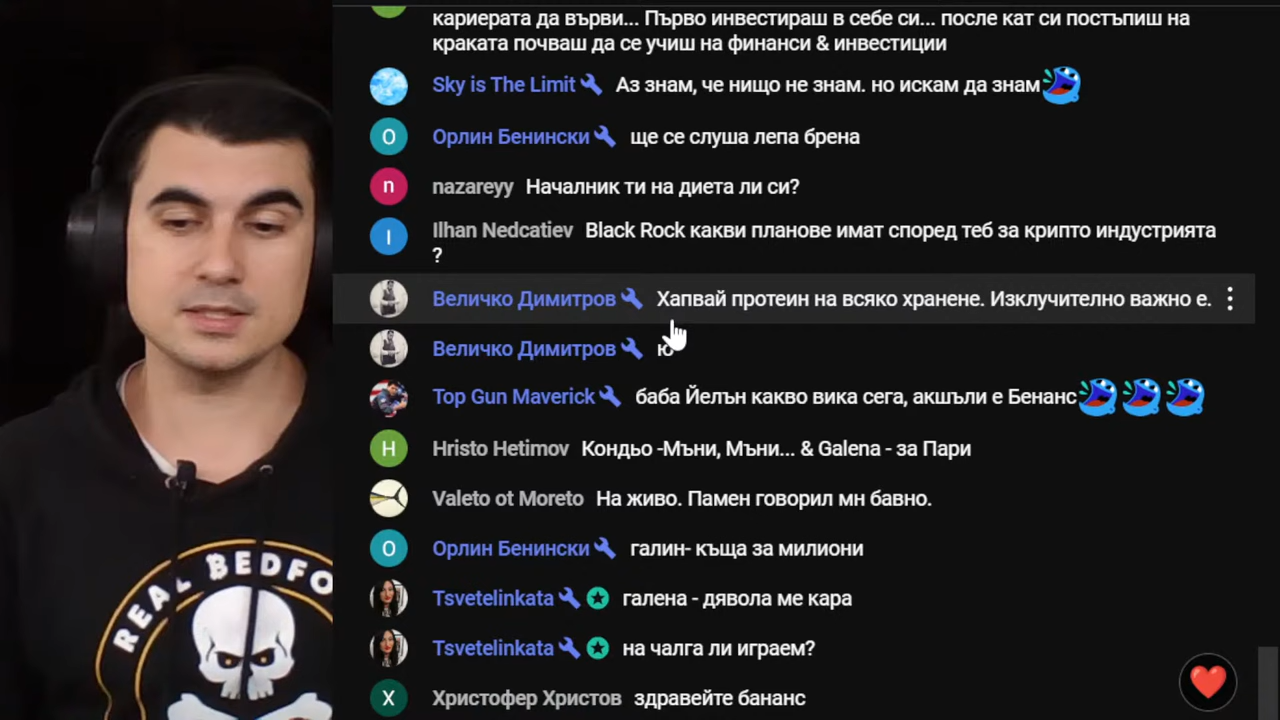 кариерата да върви... Първо инвестираш в себе си... после кат си постъпиш на
краката почваш да се учиш на финанси & инвестиции
Sky is The Limit Аз знам, че нищо не знам. но искам да знам
О Орлин Бенински ще се слуша лепа брена
n nazareyy Началник ти на диета ли си?
I Ilhan Nedcatiev Black Rock какви планове имат според теб за крипто индустрията
?
Величко Димитров Хапвай протеин на всяко хранене. Изключително важно е.
Величко Димитров ю
Top Gun Maverick баба Йелън какво вика сега, акшъли е Бенанс
H Hristo Hetimov Кондьо -Мъни, Мъни... & Galena - за Пари
Valeto ot Moreto На живо. Памен говорил мн бавно.
О Орлин Бенински галин- къща за милиони
Tsvetelinkata галена - дявола ме кара
Tsvetelinkata на чалга ли играем?
Х Христофер Христов здравейте бананс
REAL BEDFO